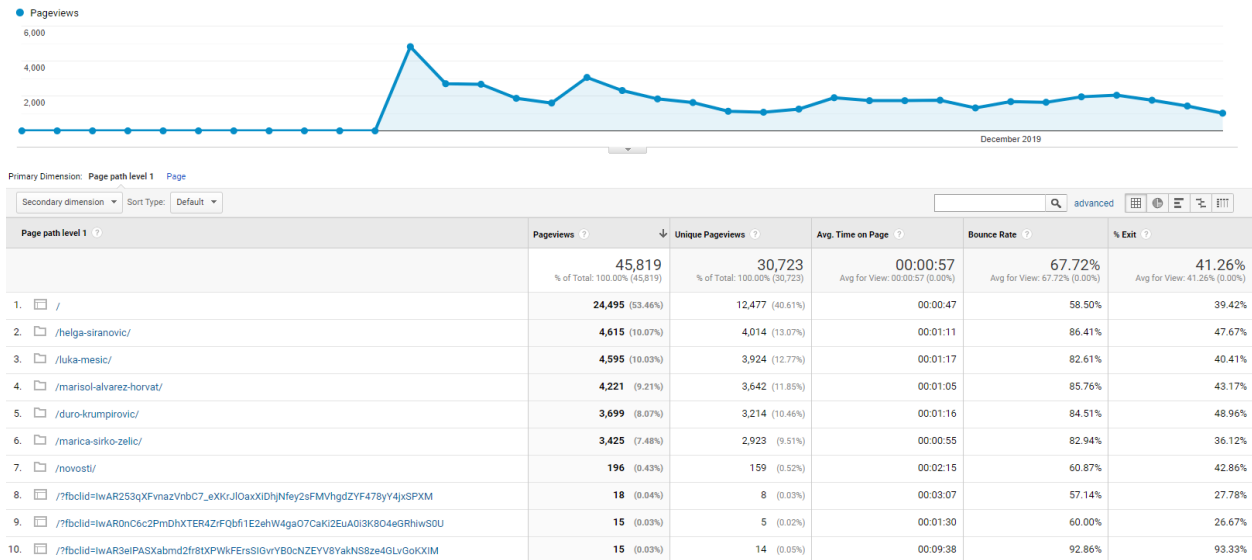 Pageviews
6,000
4,000
2,000
December 2019
Primary Dimension: Page path level 1 Page
Secondary dimension Sort Type: Default advanced
Page path level 1 Pageviews Unique Pageviews Avg. Time on Page Bounce Rate % Exit
45,819 30,723 00:00:57 67.72% 41.26%
% of Total: 100.00% (45,819) % of Total: 100.00% (30,723) Avg for View: 00:00:57 (0.00%) Avg for View: 67.72% (0.00%) Avg for View: 41.26% (0.00%)
1. / 24,495 (53.46%) 12,477 (40.61%) 00:00:47 58.50% 39.42%
2. /helga-siranovic/ 4,615 (10.07%) 4,014 (13.07%) 00:01:11 86.41% 47.67%
3. /luka-mesic/ 4,595 (10.03%) 3,924 (12.77%) 00:01:17 82.61% 40.41%
4. /marisol-alvarez-horvat/ 4,221 (9.21%) 3,642 (11.85%) 00:01:05 85.76% 43.17%
5. /duro-krumpirovic/ 3,699 (8.07%) 3,214 (10.46%) 00:01:16 84.51% 48.96%
6. /marica-sirko-zelic/ 3,425 (7.48%) 2,923 (9.51%) 00:00:55 82.94% 36.12%
7. /novosti/ 196 (0.43%) 159 (0.52%) 00:02:15 60.87% 42.86%
8. /?fbclid=IwAR253qXFvnazVnbC7_eXKrJlOaxXiDhjNfey2sFMVhgdZYF478yY4jxSPXM 18 (0.04%) 8 (0.03%) 00:03:07 57.14% 27.78%
9. /?fbclid=IwAR0nC6c2PmDhXTER4ZrFQbfi1E2ehW4gaO7CaKi2EuA0i3K8O4eGRhiwS0U 15 (0.03%) 5 (0.02%) 00:01:30 60.00% 26.67%
10. /?fbclid=IwAR3eIPASXabmd2fr8tXPWkFErsSIGvrYB0cNZEYV8YakNS8ze4GLvGoKXIM 15 (0.03%) 14 (0.05%) 00:09:38 92.86% 93.33%